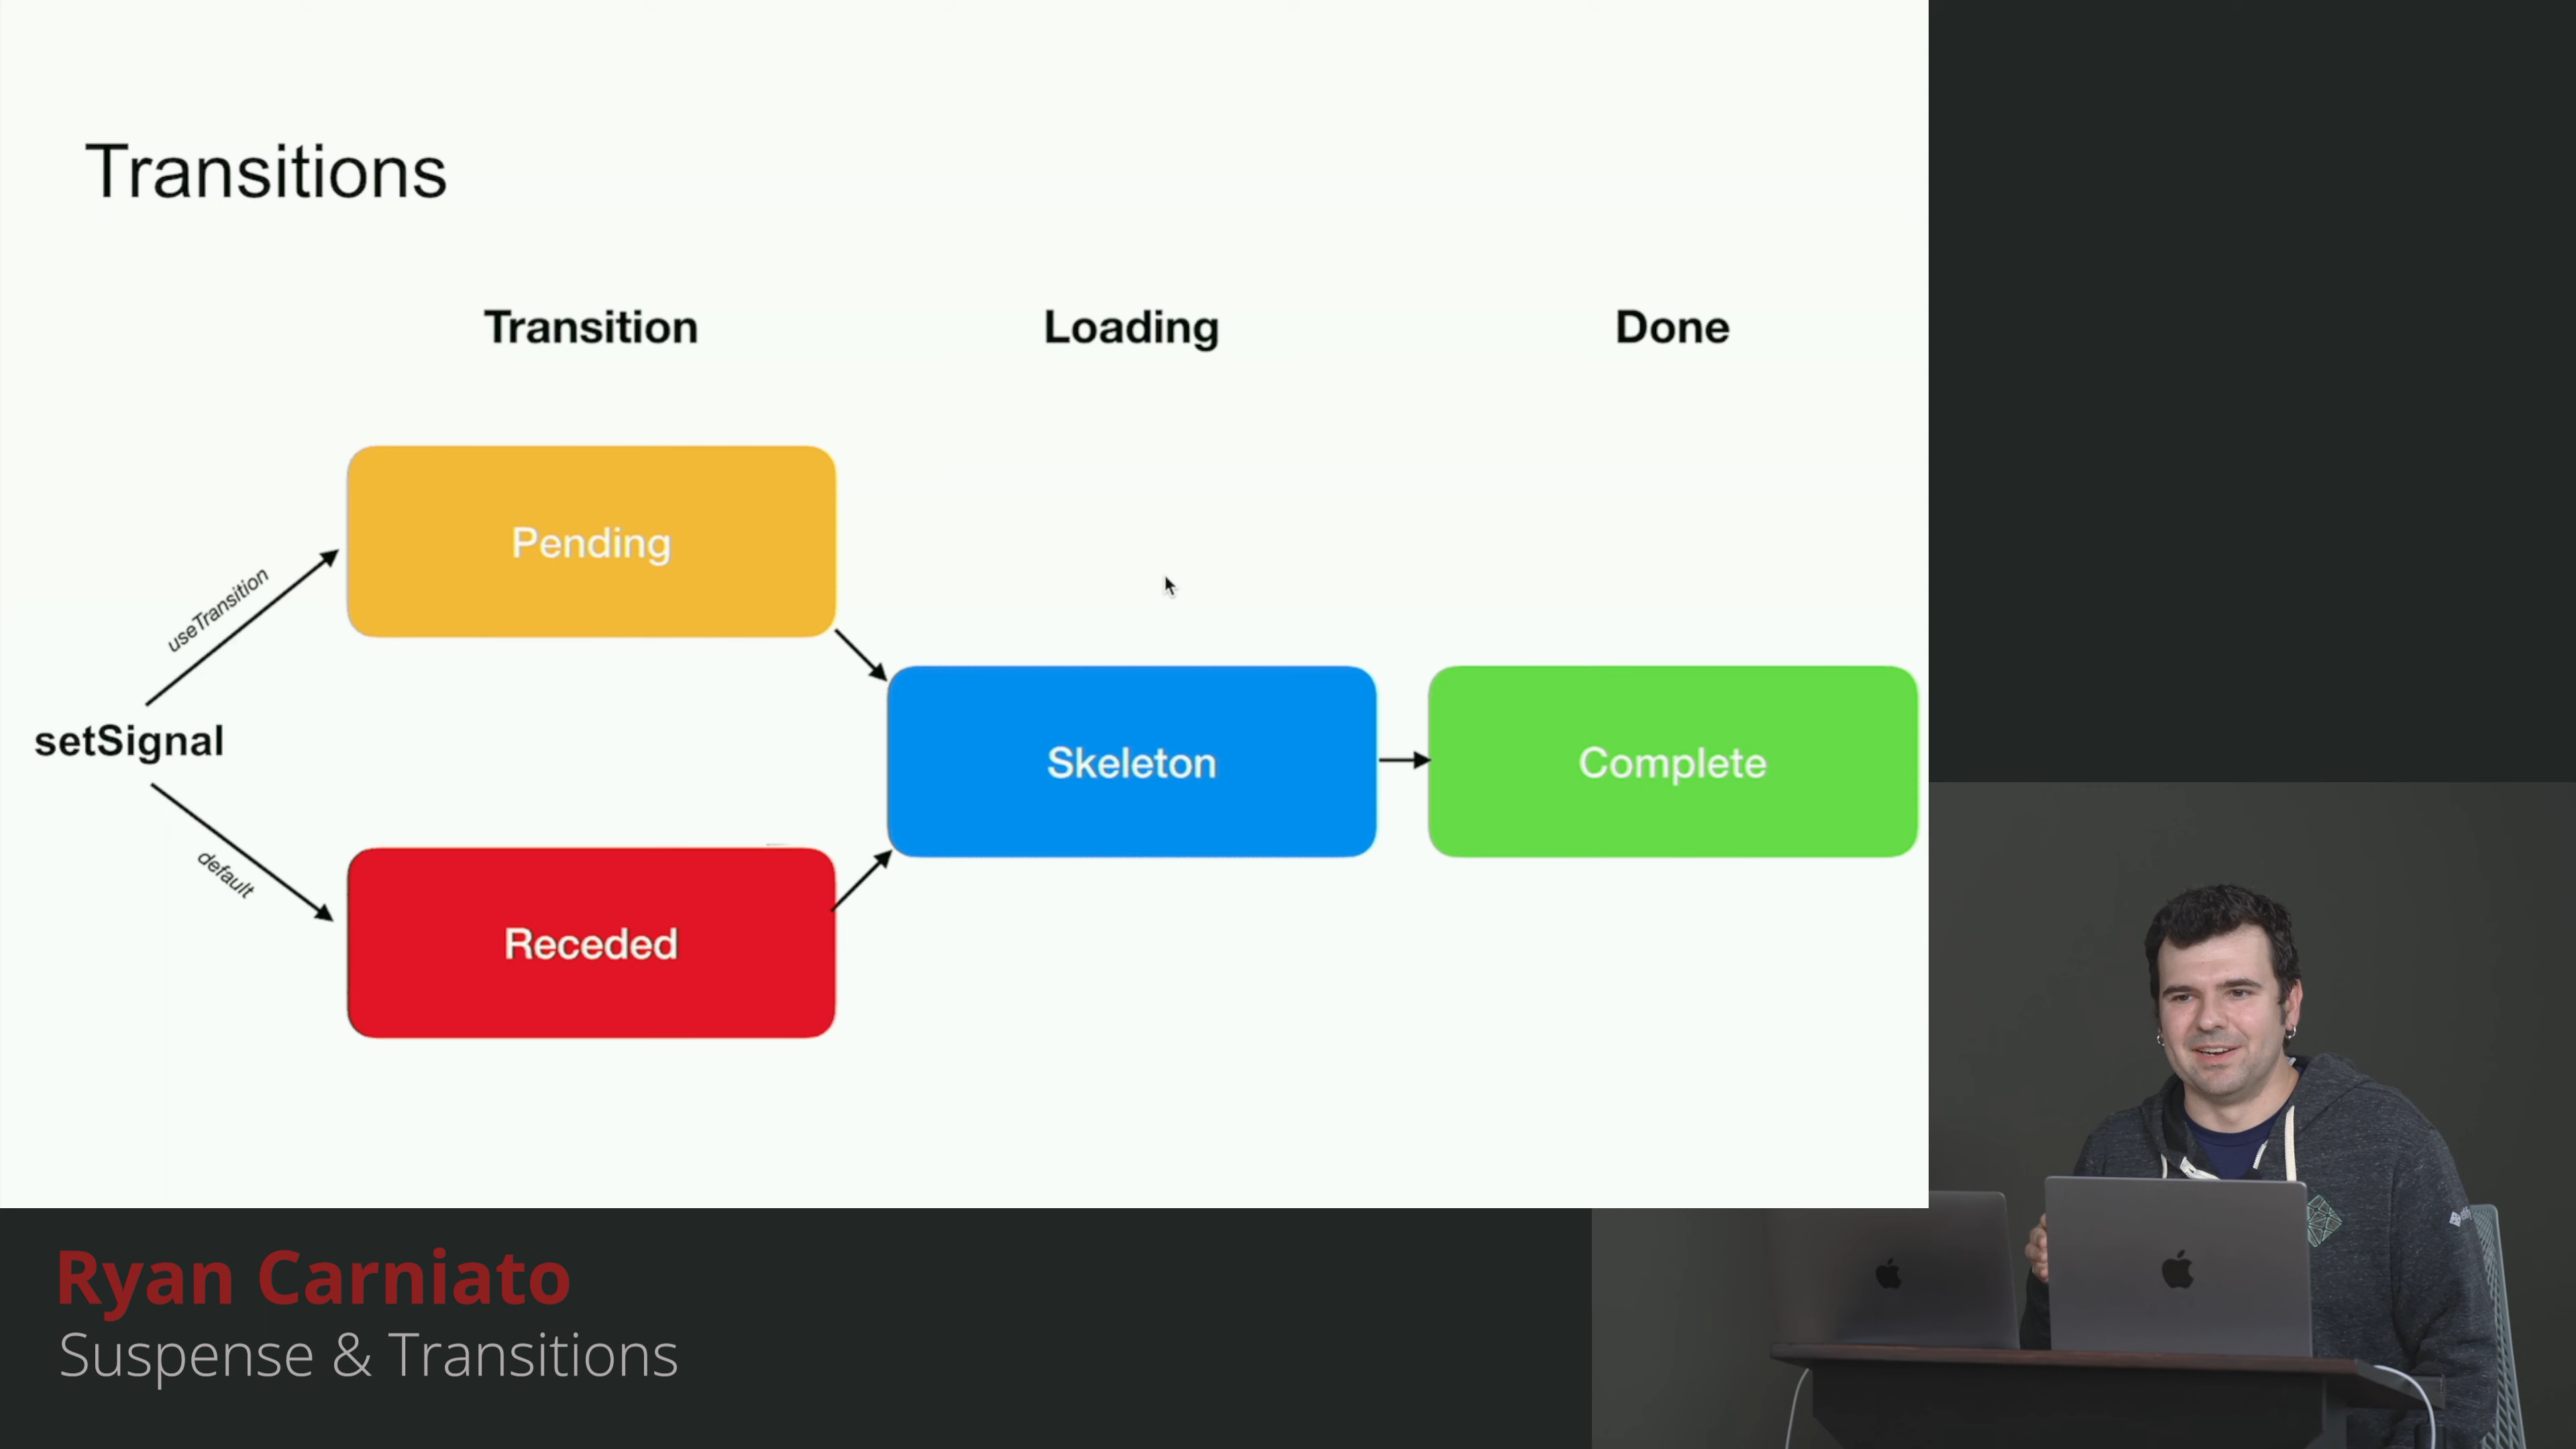 Transitions
Transition
Loading
Done
Pending
useTransition
setSignal
Skeleton
Complete
default
Receded
Ryan Carniato
Suspense & Transitions